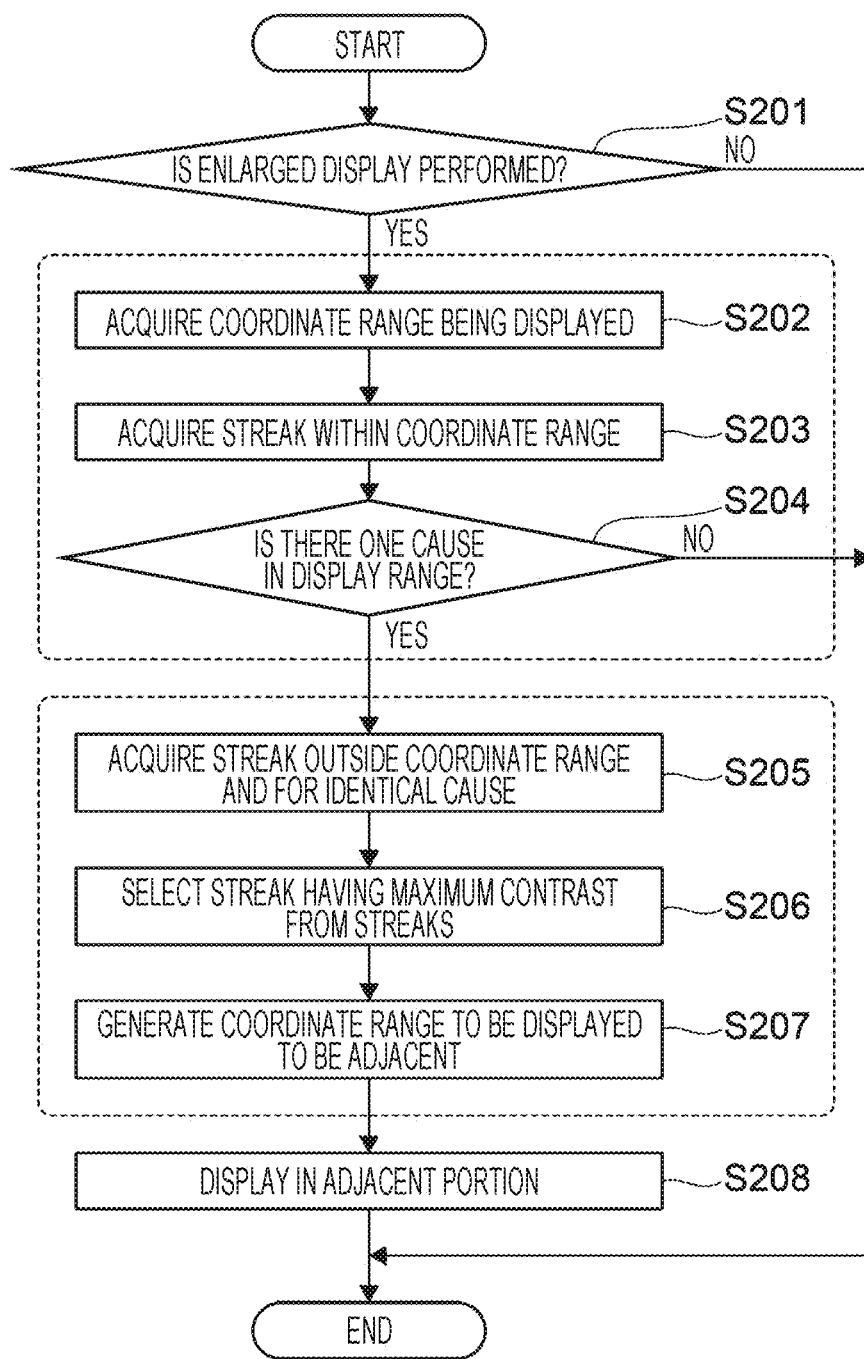 START
S201
IS ENLARGED DISPLAY PERFORMED?
NO
YES
ACQUIRE COORDINATE RANGE BEING DISPLAYED
S202
ACQUIRE STREAK WITHIN COORDINATE RANGE
S203
S204
IS THERE ONE CAUSE
IN DISPLAY RANGE?
NO
YES
ACQUIRE STREAK OUTSIDE COORDINATE RANGE
AND FOR IDENTICAL CAUSE
S205
SELECT STREAK HAVING MAXIMUM CONTRAST
FROM STREAKS
S206
GENERATE COORDINATE RANGE TO BE DISPLAYED
TO BE ADJACENT
S207
DISPLAY IN ADJACENT PORTION
S208
END